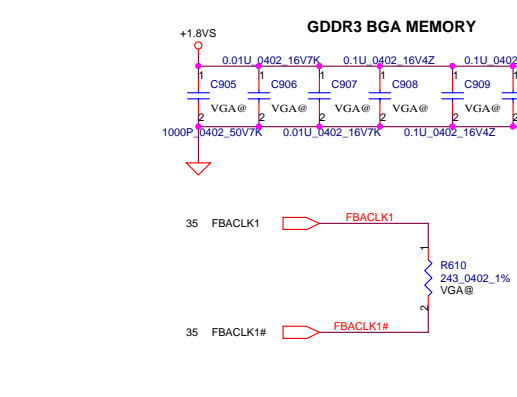 GDDR3 BGA MEMORY
+1.8VS
0.01U_0402_16V7K 0.1U_0402_16V4Z 0.1U_0402
1 1 1 1 1
C905 C906 C907 C908 C909
VGA@ VGA@ VGA@ VGA@ VGA@
2 2 2 2 2 2
1000P_0402_50V7K 0.01U_0402_16V7K 0.1U_0402_16V4Z
35 FBACLK1 FBACLK1
1
R610
243_0402_1%
VGA@
2
35 FBACLK1# FBACLK1#